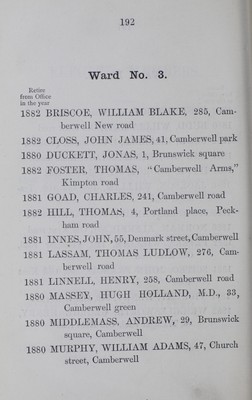 192
Ward No. 3.
Retire
from Office
in the year
1882 BRISCOE, WILLIAM BLAKE, 285, Cam-
berwell New road
1882 CLOSS, JOHN JAMES, 41, Camberwell park
1880 DUCKETT, JONAS, 1, Brunswick square
1882 FOSTER, THOMAS, "Camberwell Arms,"
Kimpton road
1881 GOAD, CHARLES, 241, Camberwell road
1882 HILL, THOMAS, 4, Portland place, Peck-
ham road
1881 INNES, JOHN, 55, Denmark street, Camberwell
1881 LASSAM, THOMAS LUDLOW, 276, Cam-
berwell road
1881 LINNELL, HENRY, 258, Camberwell road
1880 MASSEY, HUGH HOLLAND, M.D., 33,
Camberwell green
1880 MIDDLEMASS, ANDREW, 29, Brunswick
square, Camberwell
1880 MURPHY, WILLIAM ADAMS, 47, Church
street, Camberwell